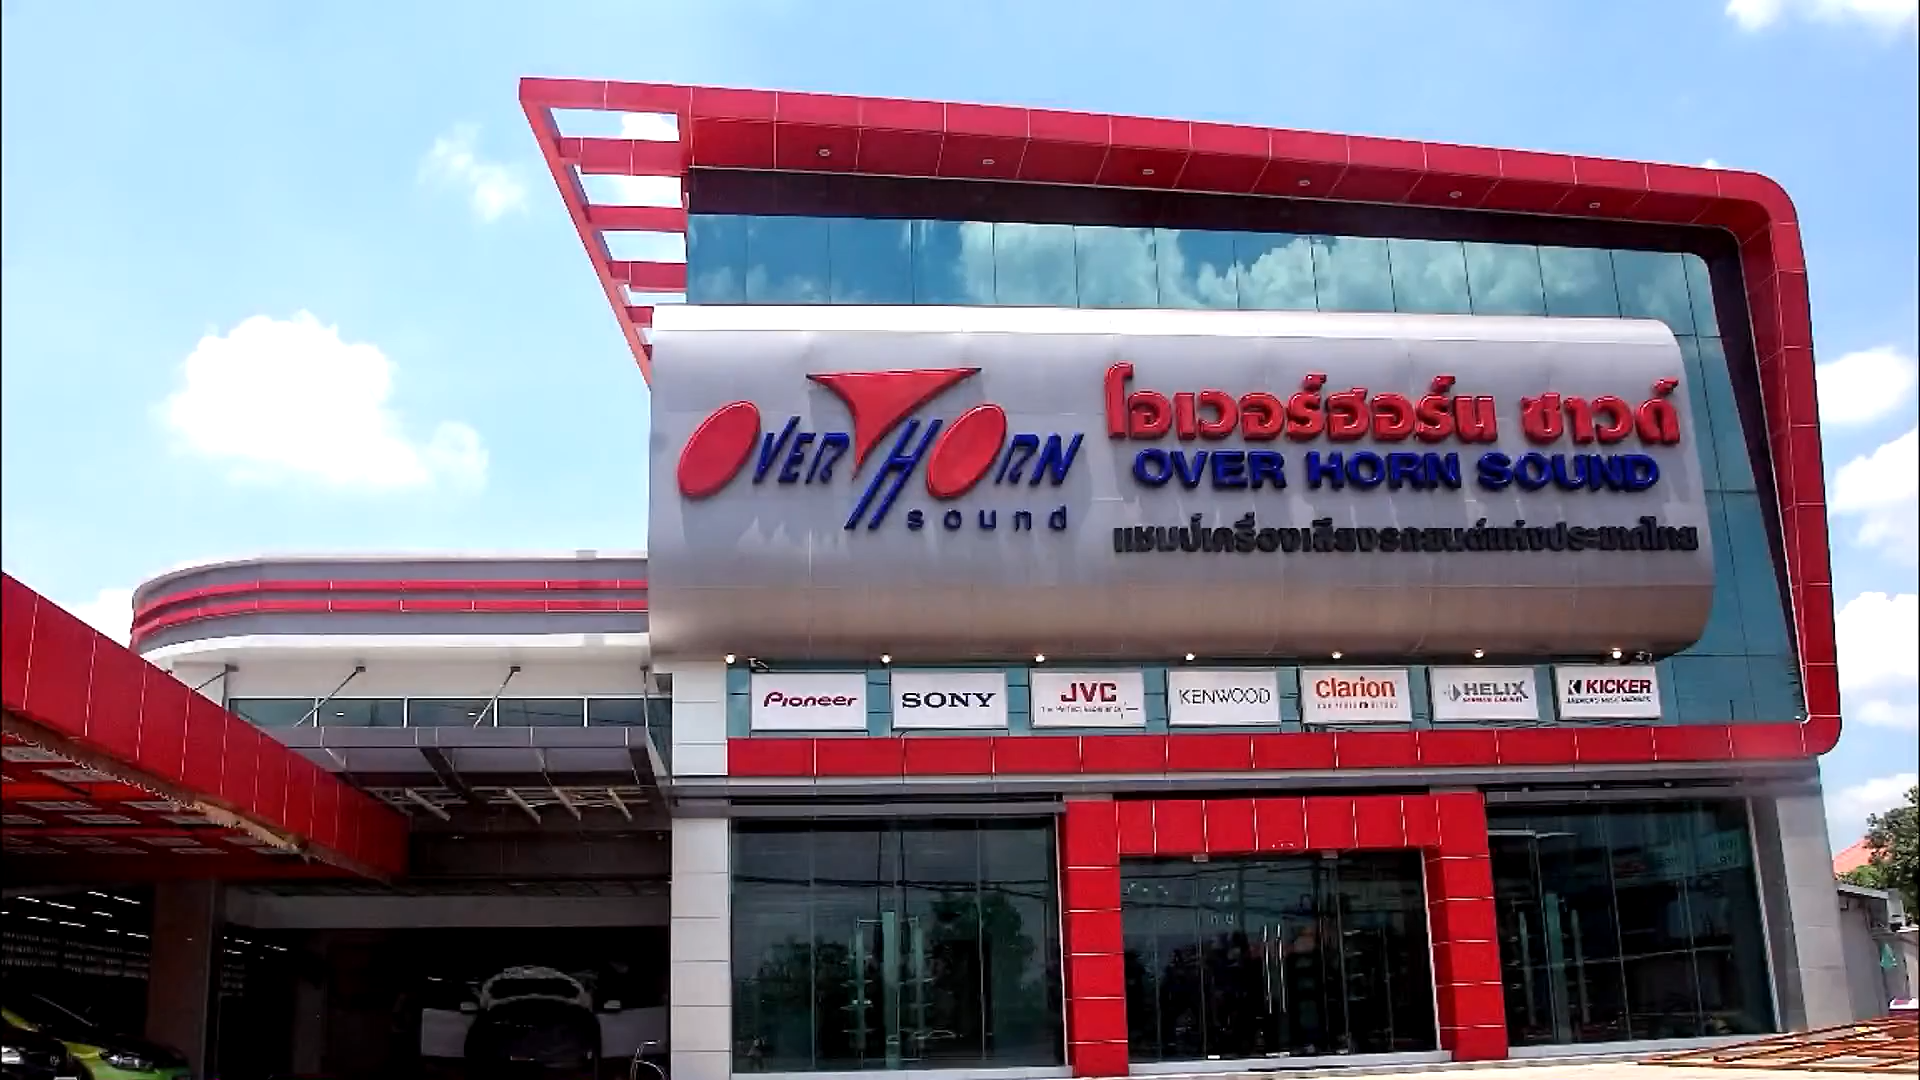 OVER HORN
sound
โอเวอร์ฮอร์น ซาวด์
OVER HORN SOUND
แชมป์เครื่องเสียงรถยนต์แห่งประเทศไทย
Pioneer
SONY
JVC
The Perfect Experience
KENWOOD
clarion
HELIX
KICKER